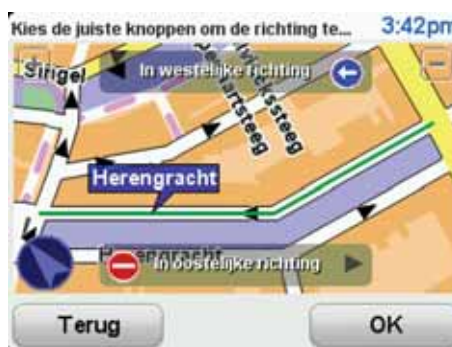 Kies de juiste knoppen om de richting te... 3:42pm
Singel
In westelijke richting
Herengracht
Herengracht
In oostelijke richting
Terug
OK